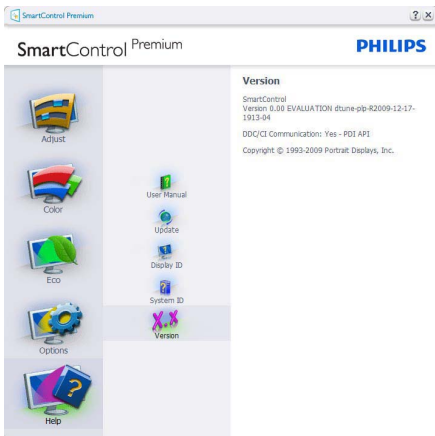 SmartControl Premium
SmartControl Premium
PHILIPS
Adjust
Color
Eco
Options
Help
User Manual
Update
Display ID
System ID
X.X
Version
Version
SmartControl
Version 0.00 EVALUATION dtune-plp-R2009-12-17-
1913-04
DDC/CI Communication: Yes - PDI API
Copyright © 1993-2009 Portrait Displays, Inc.